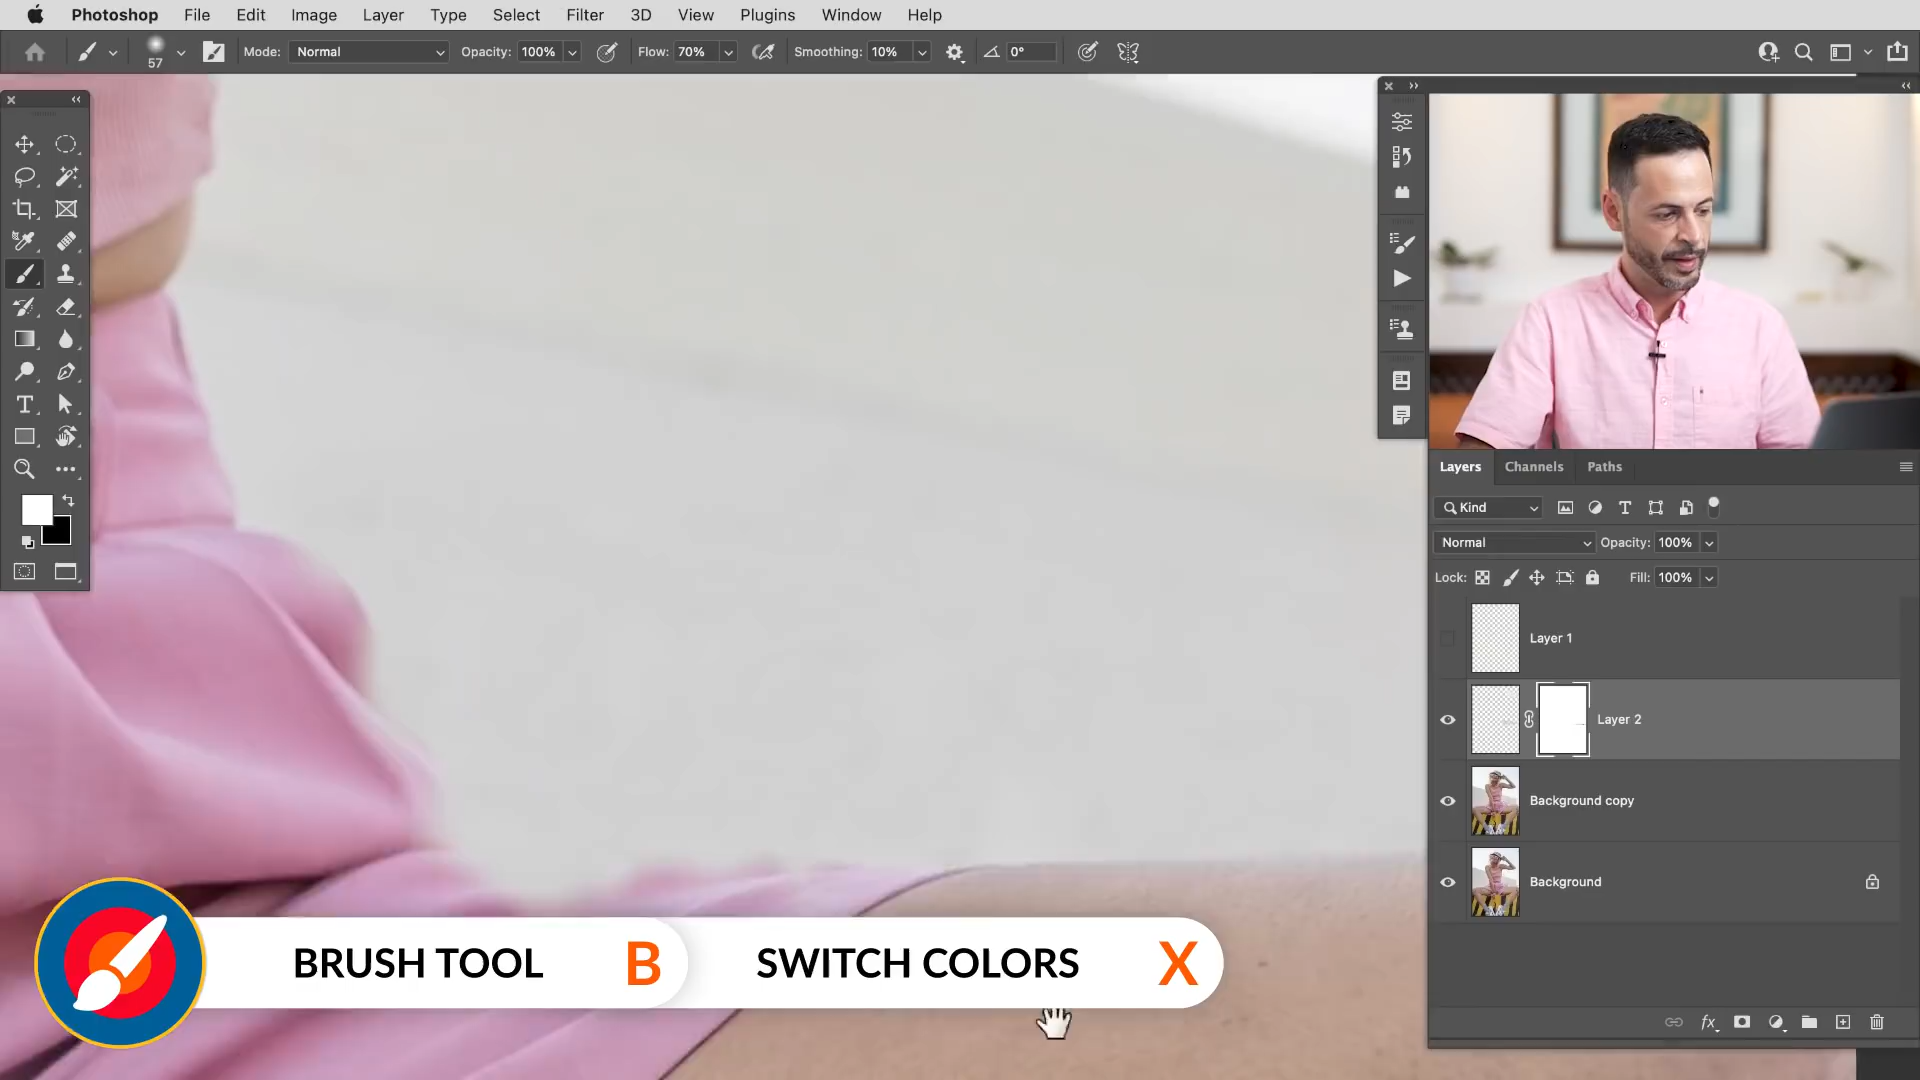 Photoshop File Edit Image Layer Type Select Filter 3D View Plugins Window Help
57 Mode: Normal Opacity: 100% Flow: 70% Smoothing: 10% 0°
Layers Channels Paths
Kind
Normal Opacity: 100%
Lock: Fill: 100%
Layer 1
Layer 2
Background copy
Background
BRUSH TOOL B SWITCH COLORS X